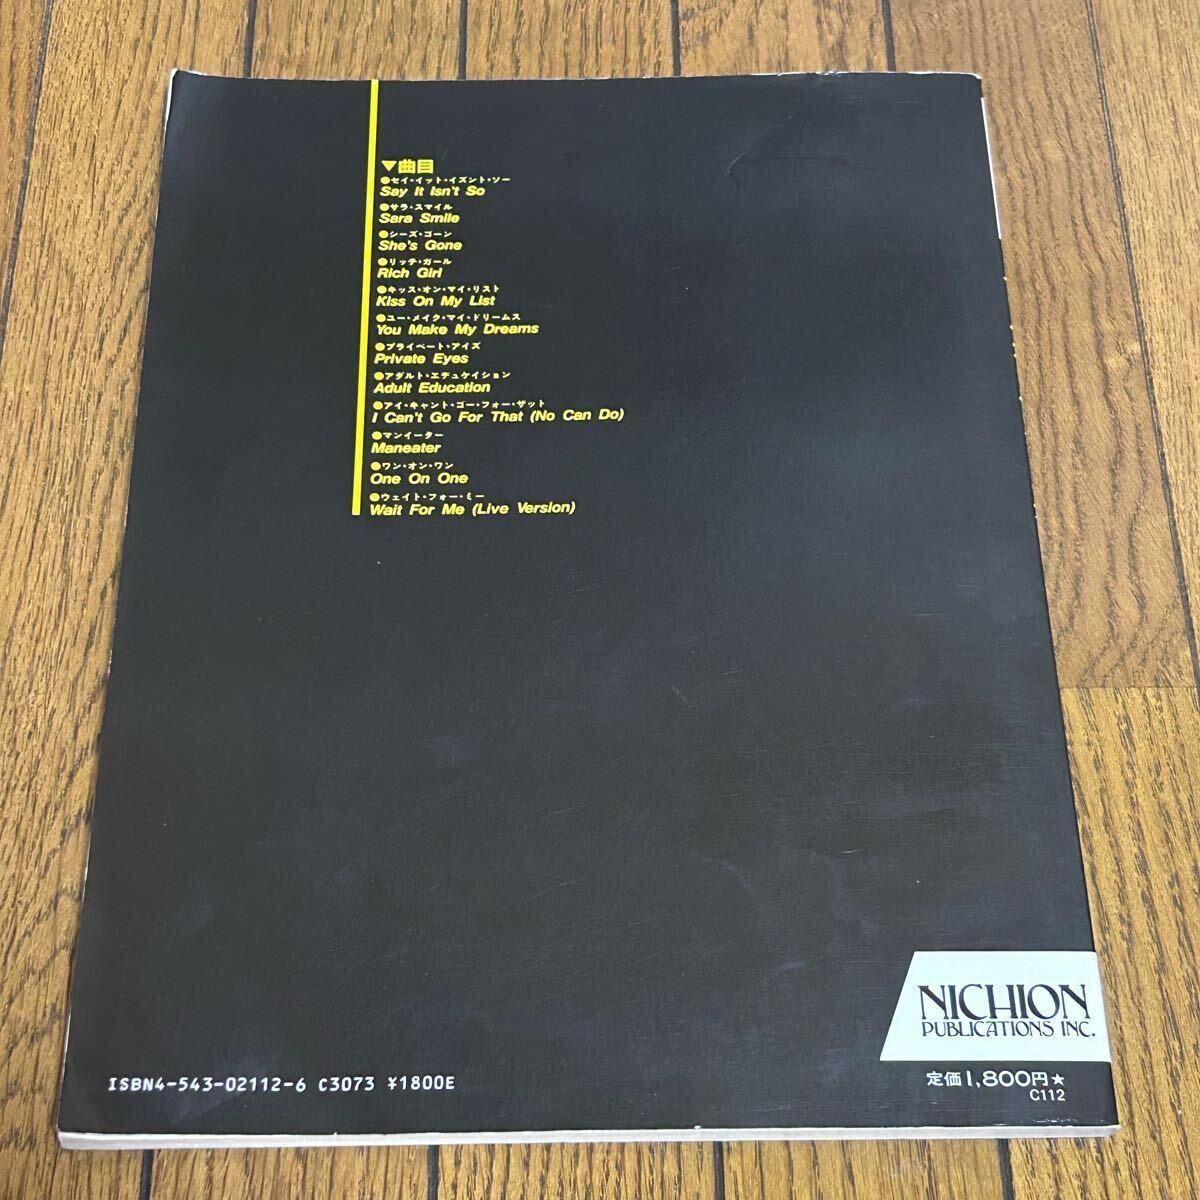 ▼曲目
●セイ・イット・イズント・ソー
Say It Isn't So
●サラ・スマイル
Sara Smile
●シーズ・ゴーン
She's Gone
●リッチ・ガール
Rich Girl
●キッス・オン・マイ・リスト
Kiss On My List
●ユー・メイク・マイ・ドリームス
You Make My Dreams
●プライベート・アイズ
Private Eyes
●アダルト・エデュケイション
Adult Education
●アイ・キャント・ゴー・フォー・ザット
I Can't Go For That (No Can Do)
●マンイーター
Maneater
●ワン・オン・ワン
One On One
●ウェイト・フォー・ミー
Wait For Me (Live Version)
NICHION
PUBLICATIONS INC.
ISBN4-543-02112-6 C3073 ¥1800E
定価1,800円★
C112